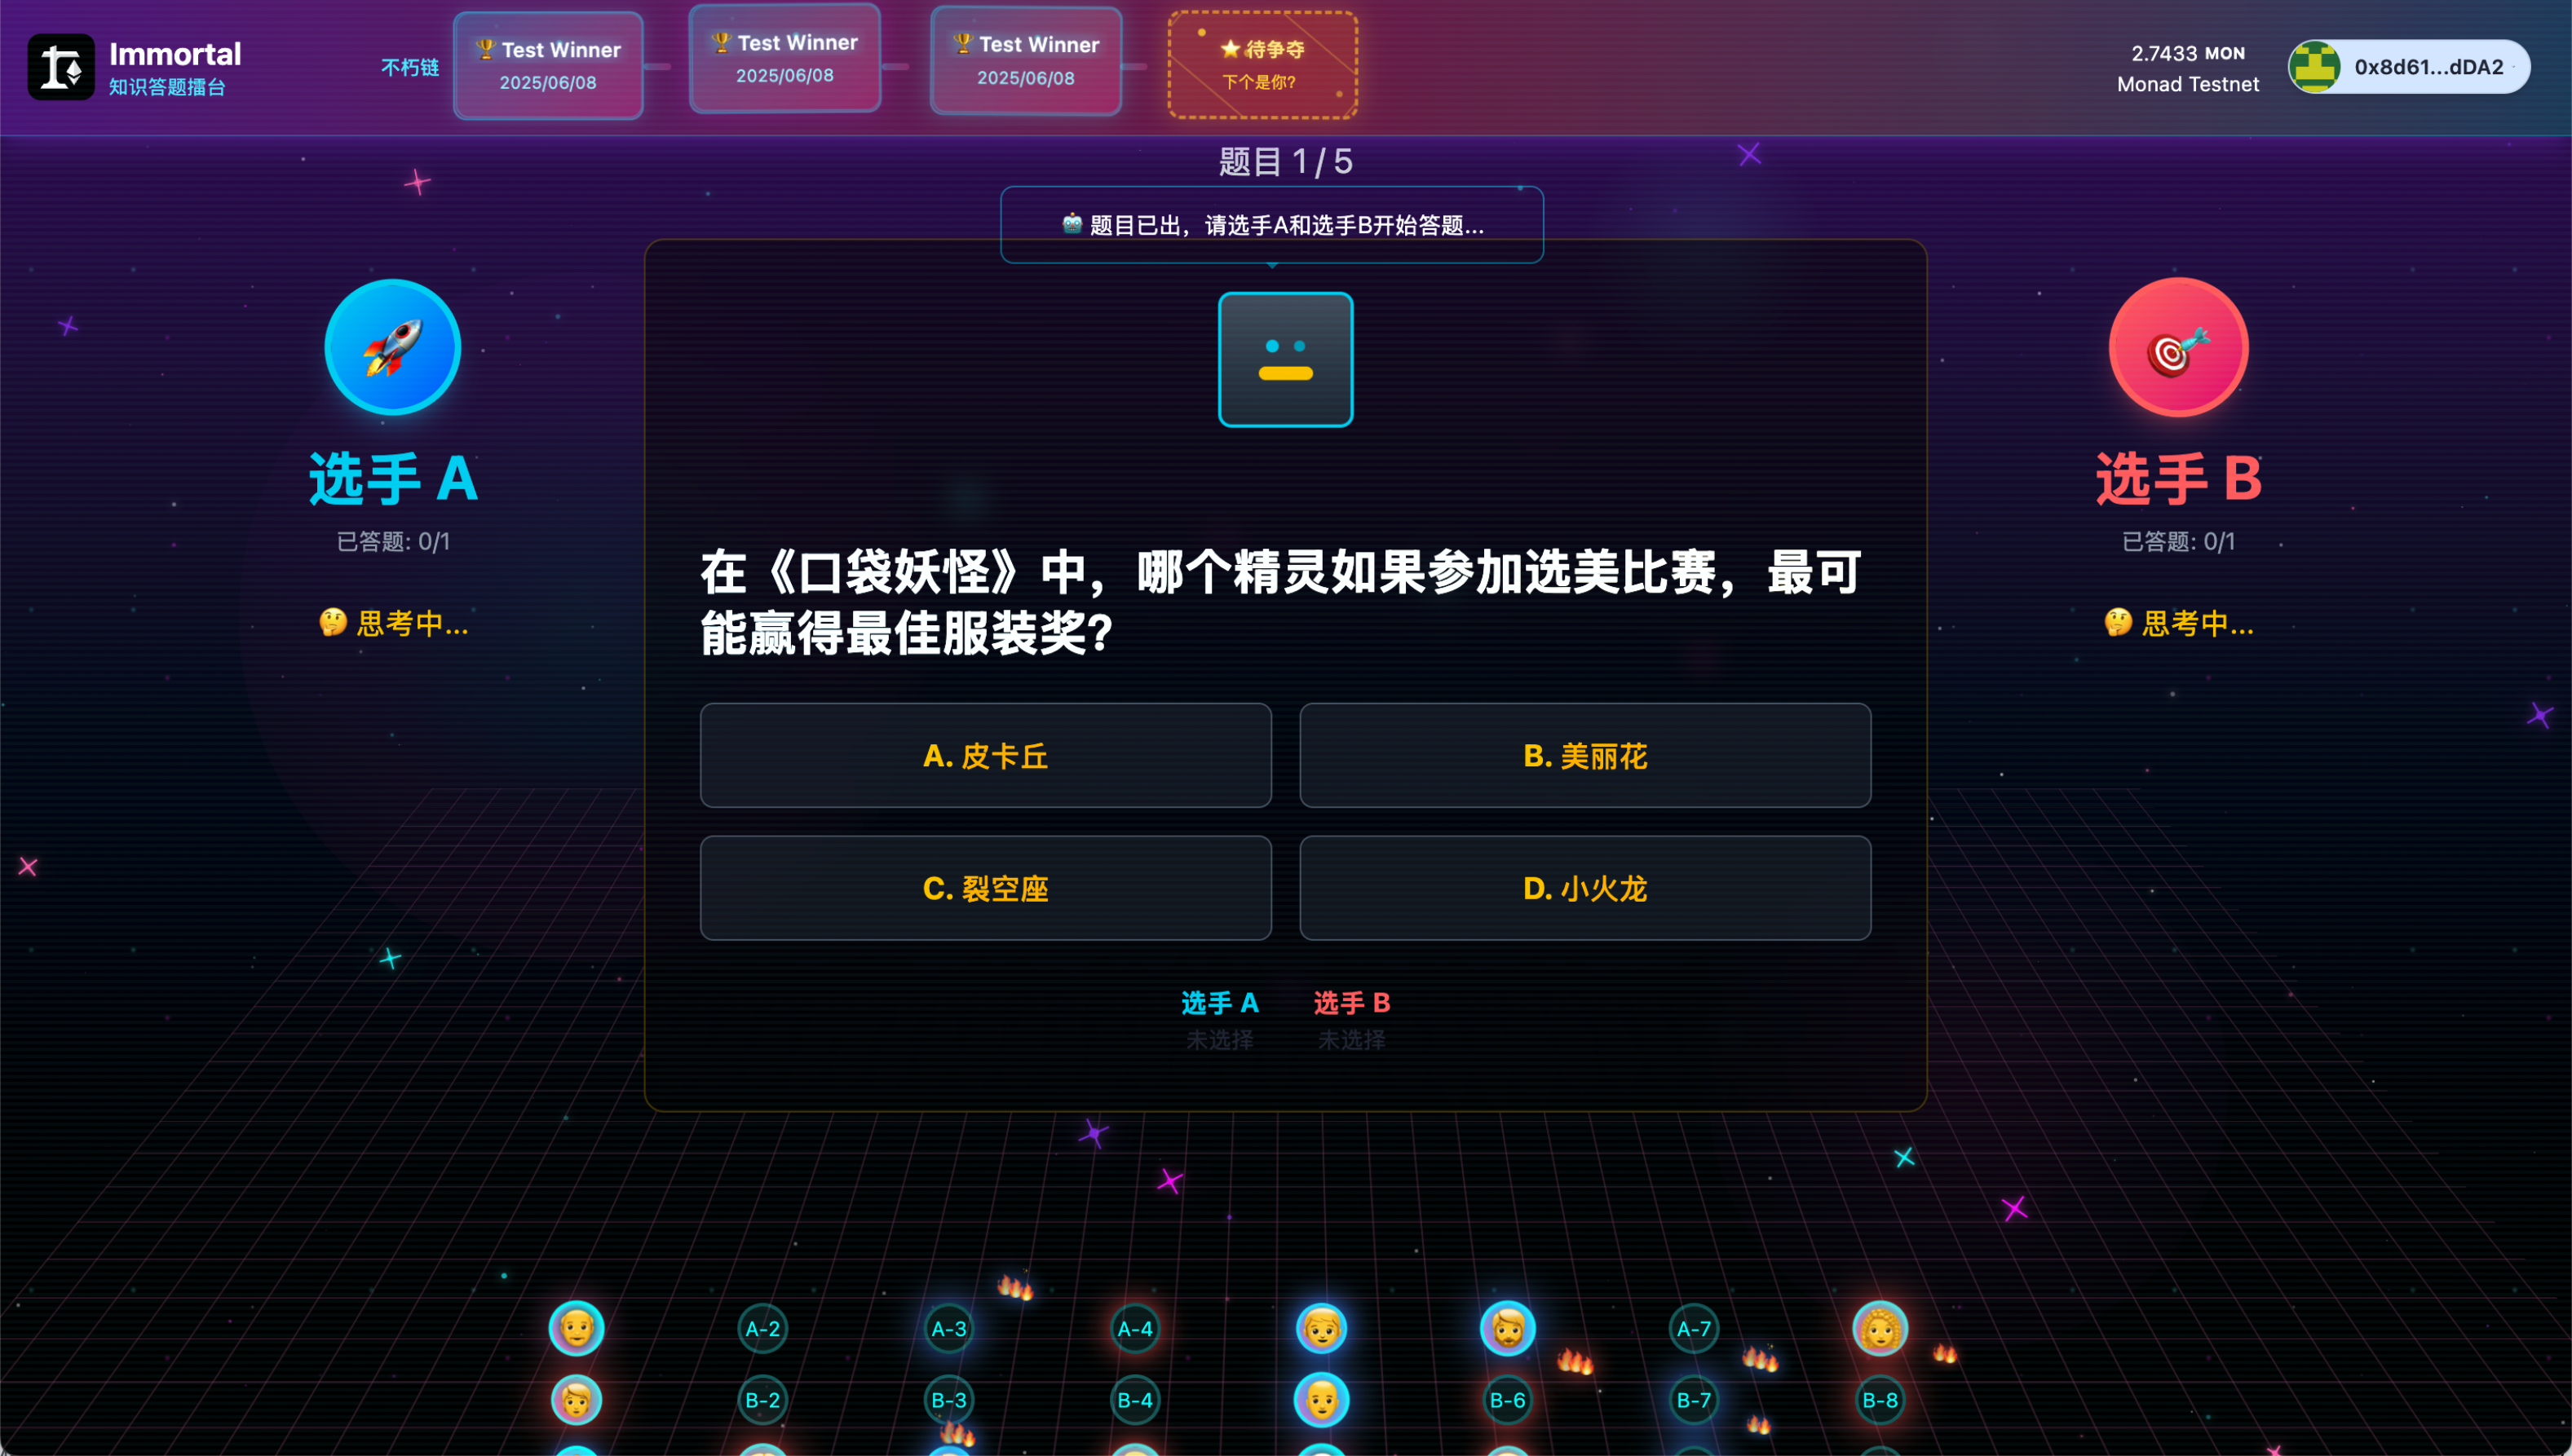 Immortal
知识答题擂台
不朽链
🏆 Test Winner
2025/06/08
🏆 Test Winner
2025/06/08
🏆 Test Winner
2025/06/08
⭐ 待争夺
下个是你?
2.7433 MON
Monad Testnet
0x8d61...dDA2
题目 1 / 5
🤖 题目已出，请选手A和选手B开始答题...
选手 A
已答题: 0/1
🤔 思考中...
选手 B
已答题: 0/1
🤔 思考中...
在《口袋妖怪》中，哪个精灵如果参加选美比赛，最可
能赢得最佳服装奖？
A. 皮卡丘
B. 美丽花
C. 裂空座
D. 小火龙
选手 A
选手 B
未选择
未选择
A-2
A-3
A-4
A-7
B-2
B-3
B-4
B-6
B-7
B-8